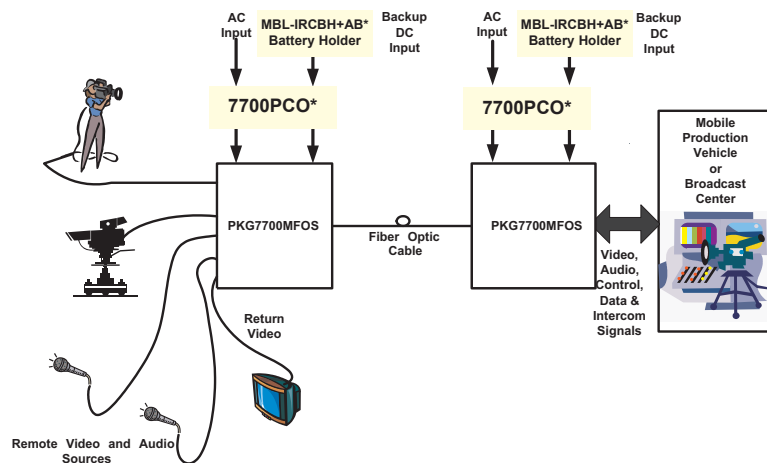 AC
Input
MBL-IRCBH+AB*
Battery Holder
Backup
DC
Input
AC
Input
MBL-IRCBH+AB*
Battery Holder
Backup
DC
Input
7700PCO*
7700PCO*
Mobile
Production
Vehicle
or
Broadcast
Center
PKG7700MFOS
Fiber Optic
Cable
PKG7700MFOS
Video,
Audio,
Control,
Data &
Intercom
Signals
Return
Video
Remote Video and Audio
Sources